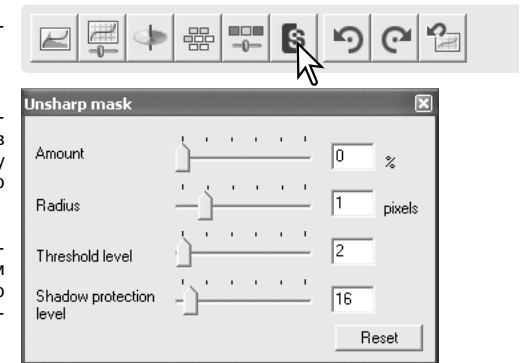 Unsharp mask
Amount 0 %
Radius 1 pixels
Threshold level 2
Shadow protection level 16
Reset